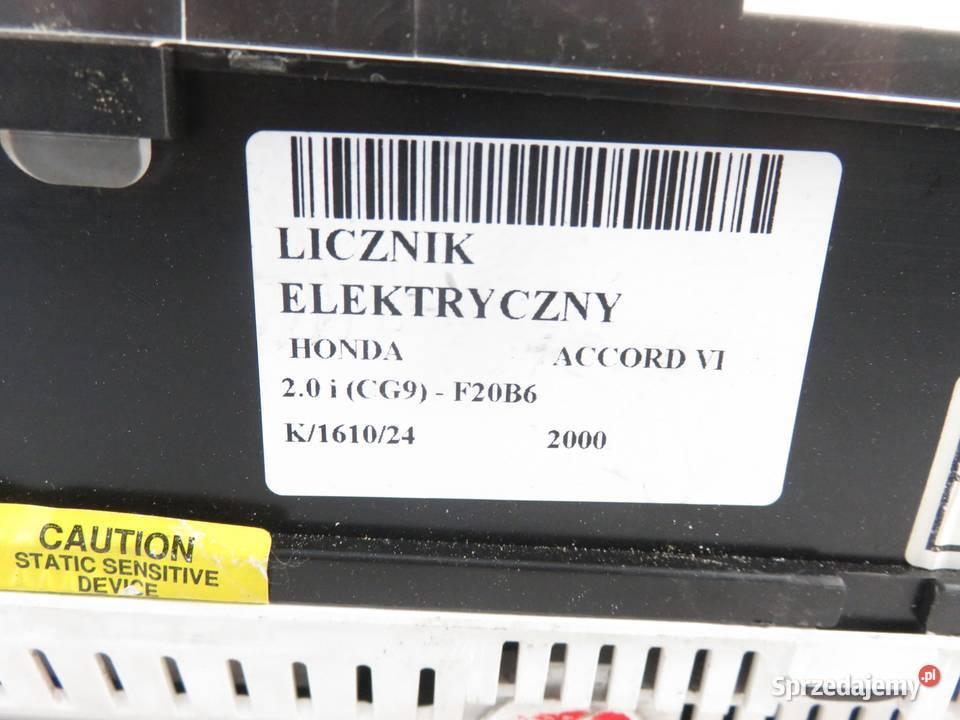 LICZNIK
ELEKTRYCZNY
HONDA ACCORD VI
2.0 i (CG9) - F20B6
K/1610/24 2000
CAUTION
STATIC SENSITIVE
DEVICE
Sprzedajemy.pl